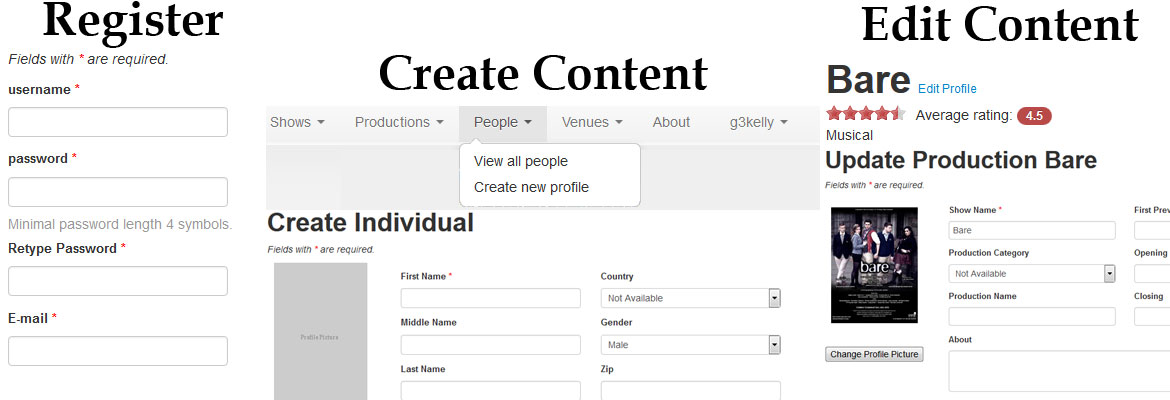 Register
Fields with * are required.
username *
password *
Minimal password length 4 symbols.
Retype Password *
E-mail *
Create Content
Shows Productions People Venues About g3kelly
View all people
Create new profile
Create Individual
Fields with * are required.
Profile Picture
First Name *
Country
Not Available
Middle Name
Gender
Male
Last Name
Zip
Edit Content
Bare Edit Profile
Average rating: 4.5
Musical
Update Production Bare
Fields with * are required.
bare
Change Profile Picture
Show Name *
First Prev
Bare
Production Category
Opening
Not Available
Production Name
Closing
About